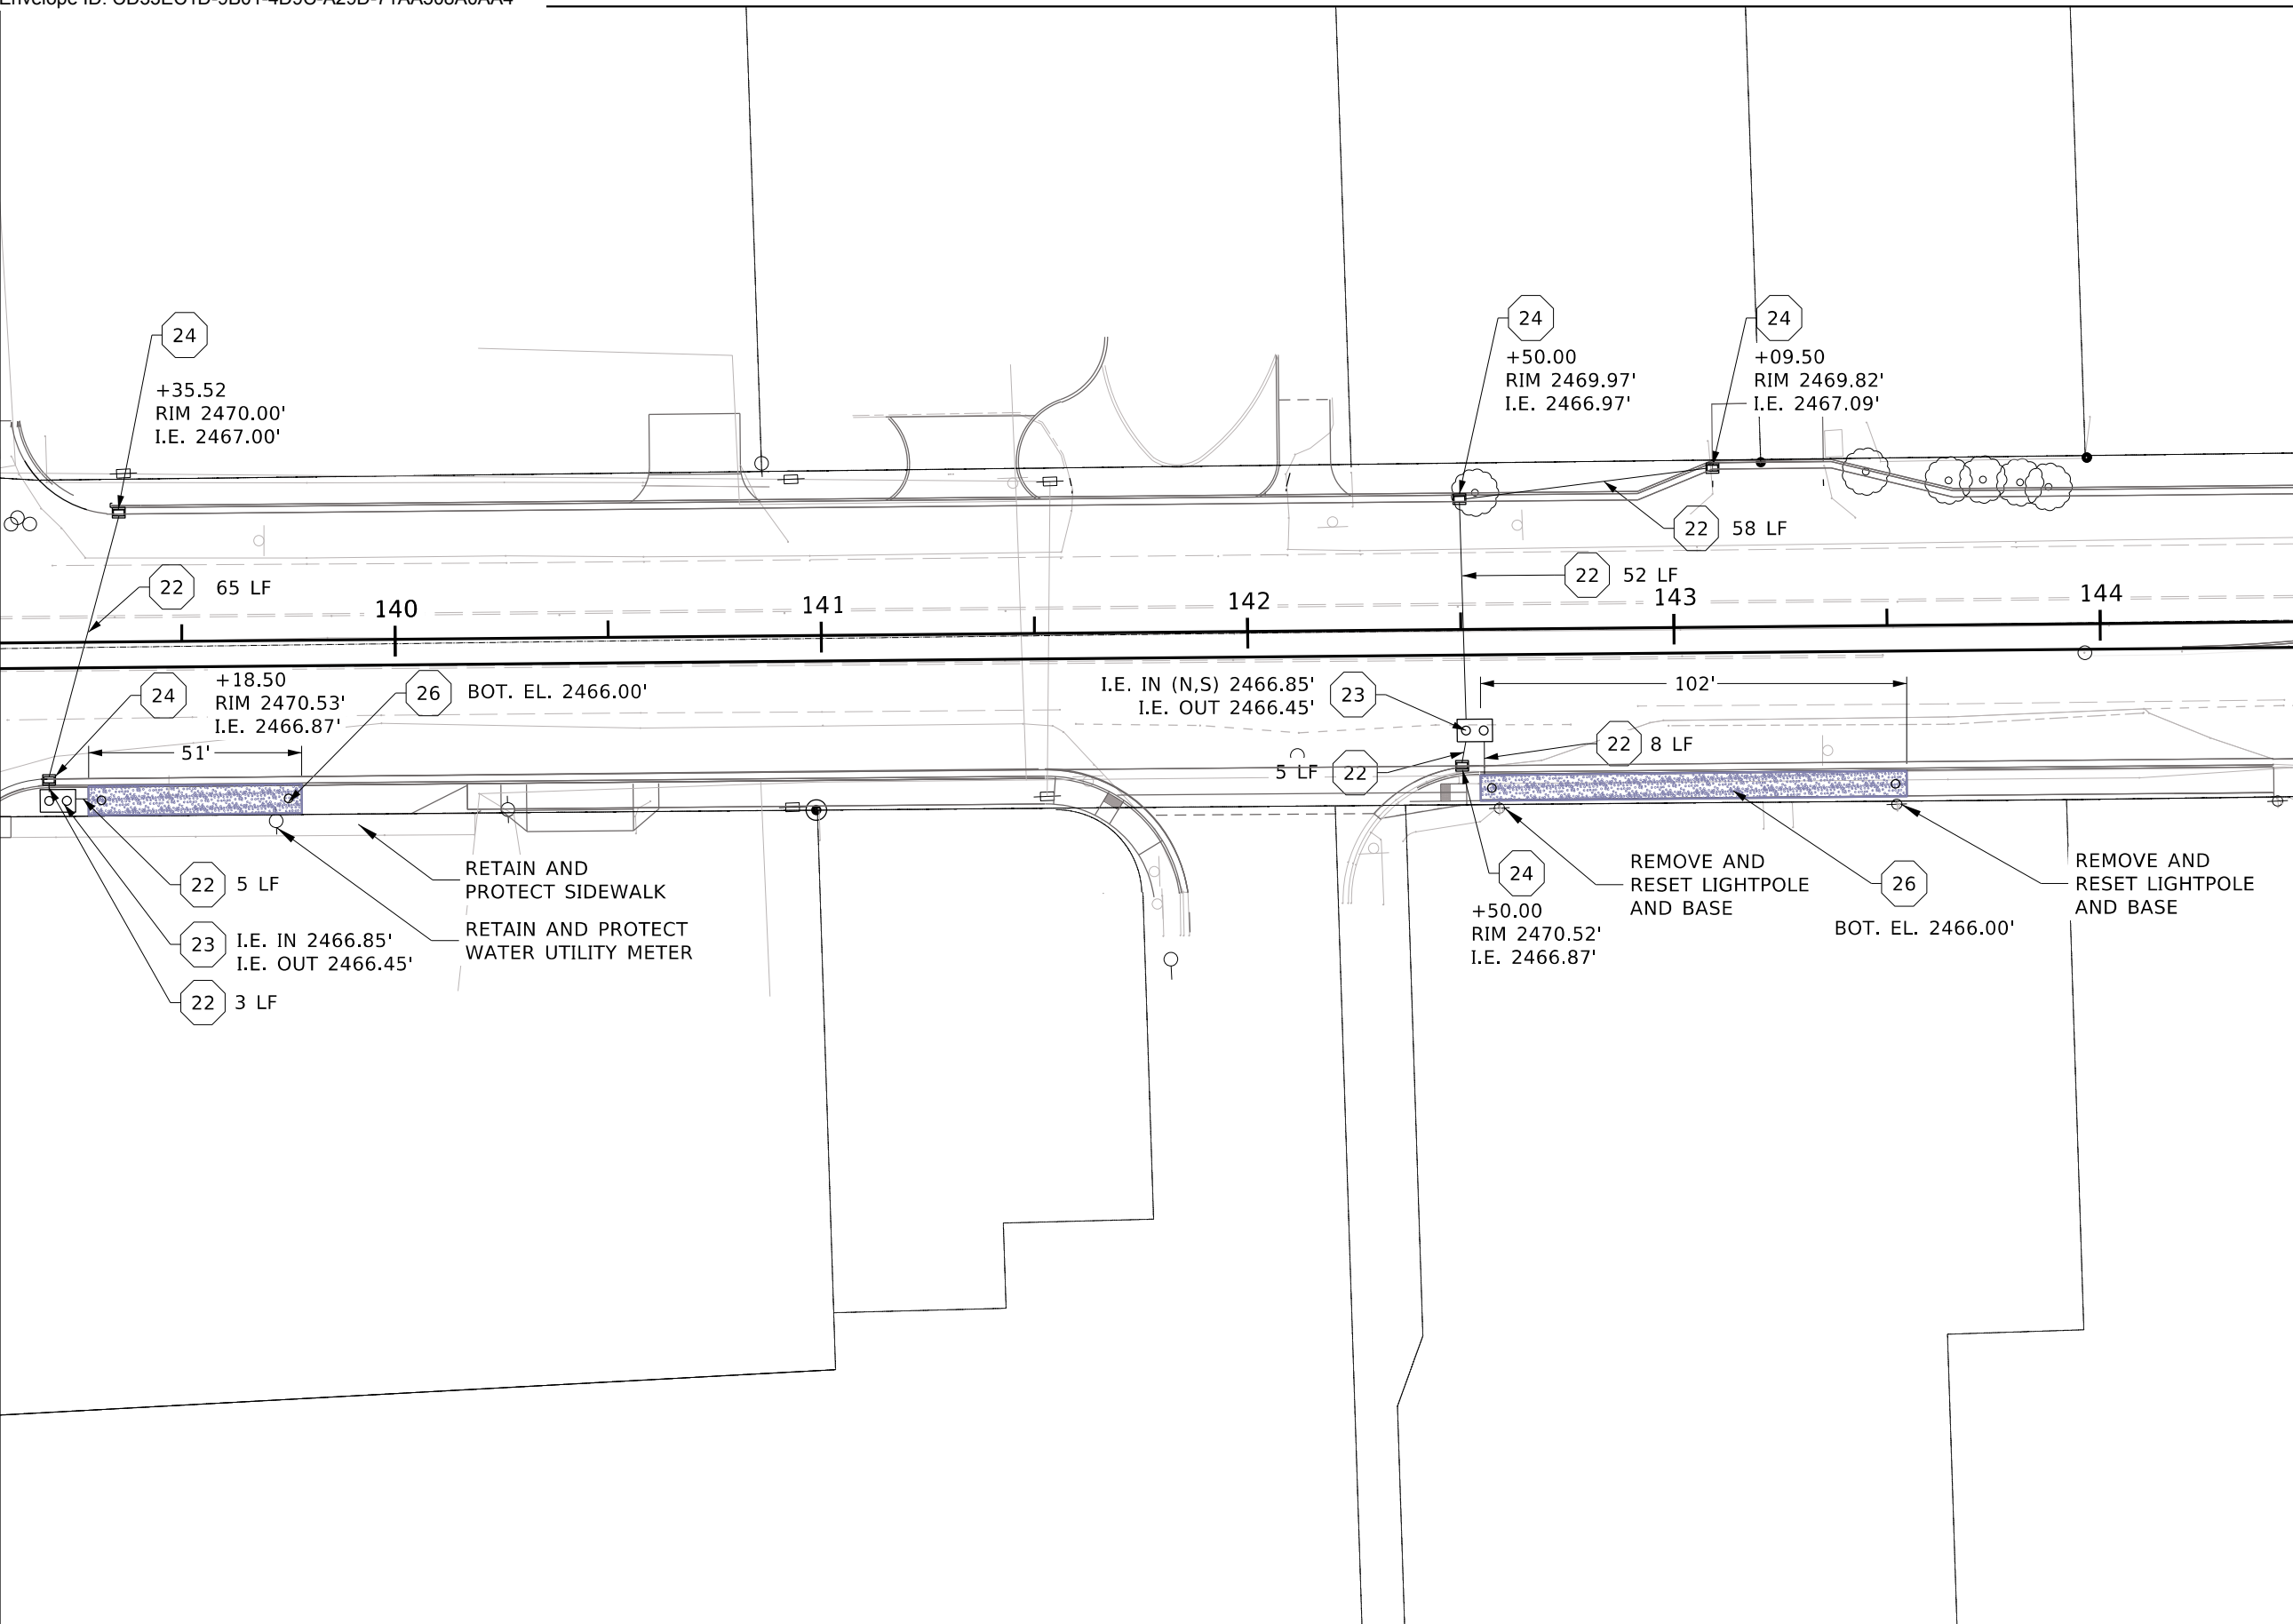 24
+35.52
RIM 2470.00'
I.E. 2467.00'
24
+50.00
RIM 2469.97'
I.E. 2466.97'
24
+09.50
RIM 2469.82'
I.E. 2467.09'
22 58 LF
22 65 LF
22 52 LF
140
141
142
143
144
24
+18.50
RIM 2470.53'
I.E. 2466.87'
26 BOT. EL. 2466.00'
51'
I.E. IN (N,S) 2466.85'
I.E. OUT 2466.45'
23
102'
5 LF 22
22 8 LF
22 5 LF
23 I.E. IN 2466.85'
I.E. OUT 2466.45'
22 3 LF
RETAIN AND
PROTECT SIDEWALK
RETAIN AND PROTECT
WATER UTILITY METER
24
+50.00
RIM 2470.52'
I.E. 2466.87'
REMOVE AND
RESET LIGHTPOLE
AND BASE
26
BOT. EL. 2466.00'
REMOVE AND
RESET LIGHTPOLE
AND BASE